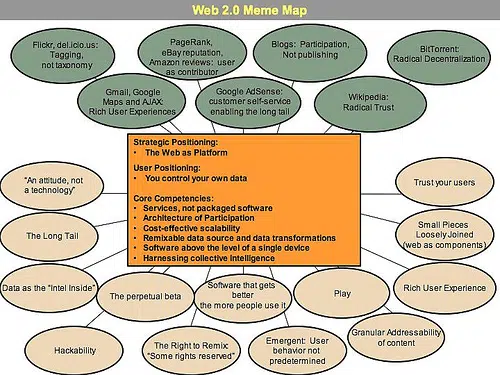 Web 2.0 Meme Map
Flickr, del.icio.us:
Tagging,
not taxonomy
PageRank,
eBay reputation,
Amazon reviews: user
as contributor
Blogs: Participation,
Not publishing
BitTorrent:
Radical Decentralization
Gmail, Google
Maps and AJAX:
Rich User Experiences
Google AdSense:
customer self-service
enabling the long tail
Wikipedia:
Radical Trust
Strategic Positioning:
• The Web as Platform
User Positioning:
• You control your own data
Core Competencies:
• Services, not packaged software
• Architecture of Participation
• Cost-effective scalability
• Remixable data source and data transformations
• Software above the level of a single device
• Harnessing collective Intelligence
"An attitude, not
a technology"
Trust your users
The Long Tail
Small Pieces
Loosely Joined
(web as components)
Data as the "Intel Inside"
The perpetual beta
Software that gets
better
the more people use it
Play
Rich User Experience
Hackability
The Right to Remix:
"Some rights reserved"
Emergent: User
behavior not
predetermined
Granular Addressability
of content